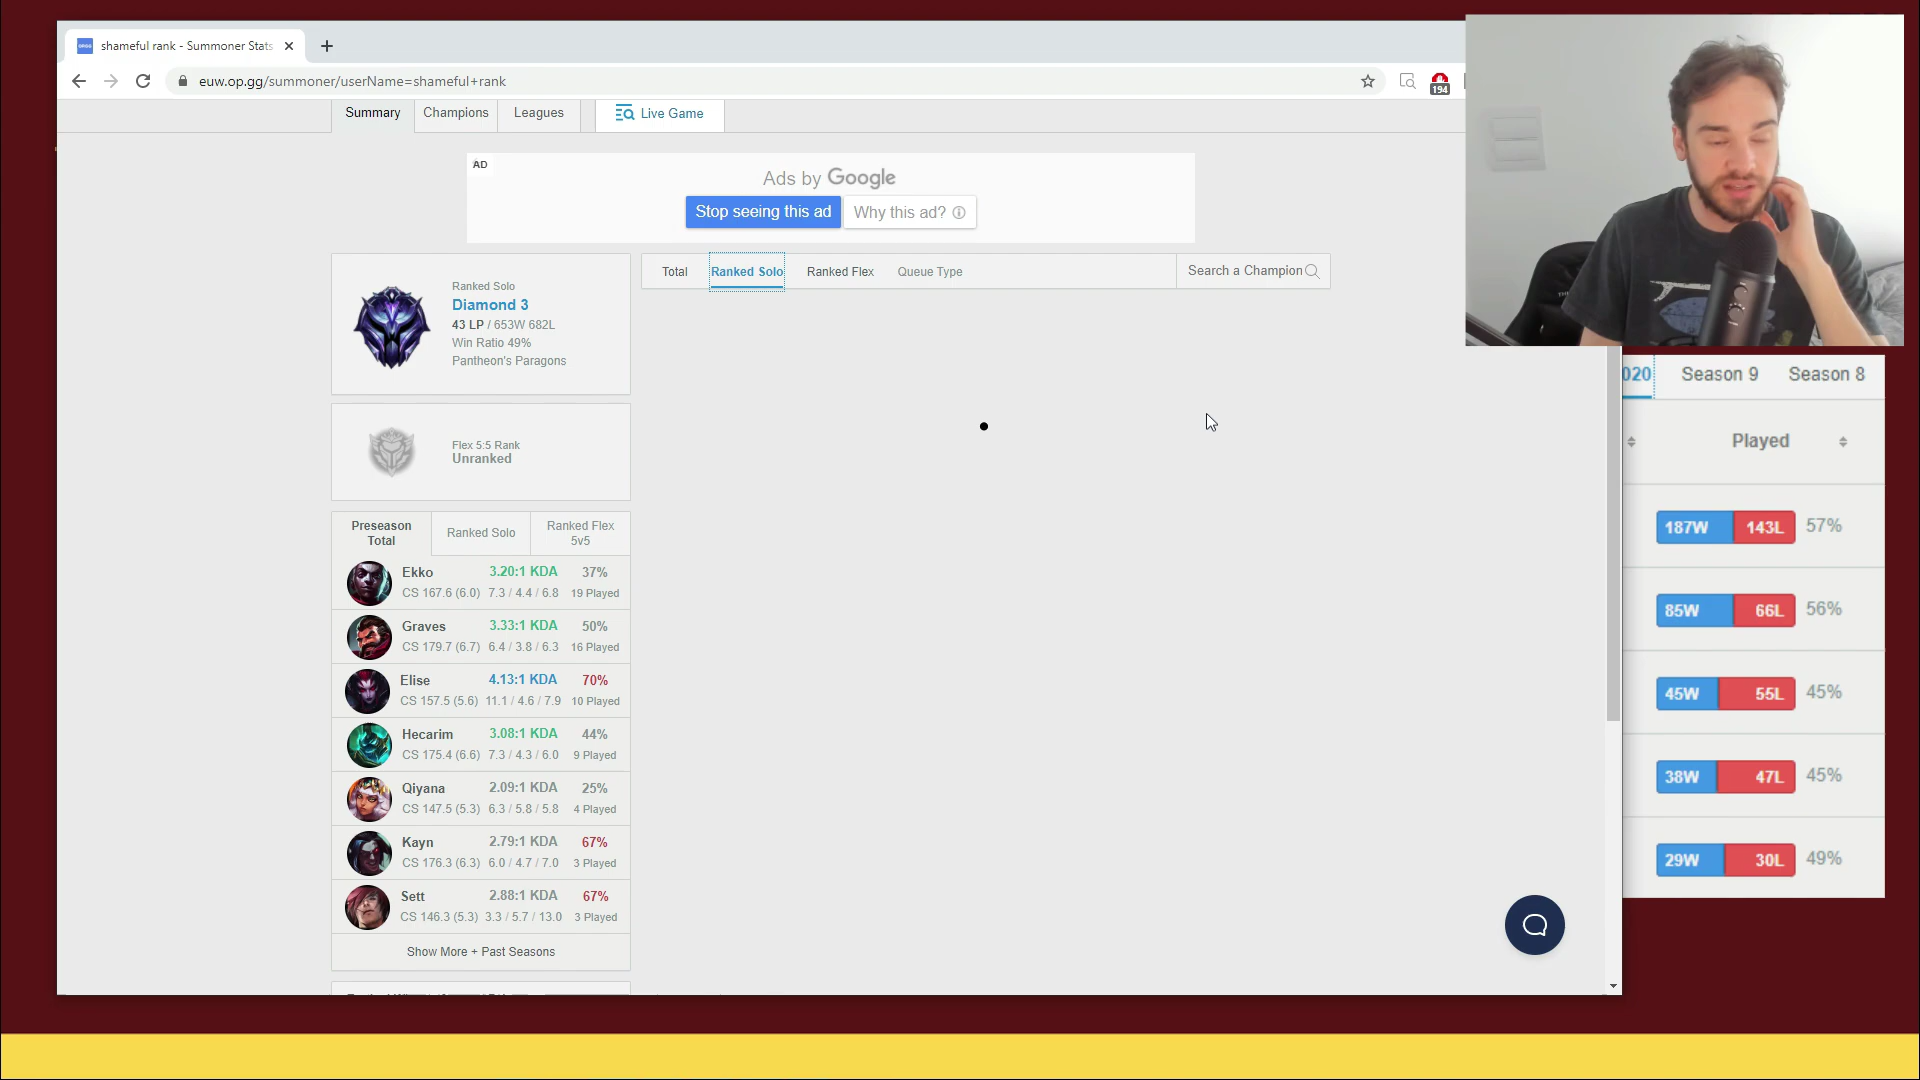 shameful rank - Summoner Stats
euw.op.gg/summoner/userName=shameful+rank
194
Summary
Champions
Leagues
Live Game
AD
Ads by Google
Stop seeing this ad
Why this ad?
Ranked Solo
Diamond 3
43 LP / 653W 682L
Win Ratio 49%
Pantheon's Paragons
Total
Ranked Solo
Ranked Flex
Queue Type
Search a Champion
Flex 5:5 Rank
Unranked
Preseason
Total
Ranked Solo
Ranked Flex
5v5
Ekko 3.20:1 KDA 37%
CS 167.6 (6.0) 7.3 / 4.4 / 6.8 19 Played
Graves 3.33:1 KDA 50%
CS 179.7 (6.7) 6.4 / 3.8 / 6.3 16 Played
Elise 4.13:1 KDA 70%
CS 157.5 (5.6) 11.1 / 4.6 / 7.9 10 Played
Hecarim 3.08:1 KDA 44%
CS 175.4 (6.6) 7.3 / 4.3 / 6.0 9 Played
Qiyana 2.09:1 KDA 25%
CS 147.5 (5.3) 6.3 / 5.8 / 5.8 4 Played
Kayn 2.79:1 KDA 67%
CS 176.3 (6.3) 6.0 / 4.7 / 7.0 3 Played
Sett 2.88:1 KDA 67%
CS 146.3 (5.3) 3.3 / 5.7 / 13.0 3 Played
Show More + Past Seasons
020 Season 9 Season 8
Played
187W 143L 57%
85W 66L 56%
45W 55L 45%
38W 47L 45%
29W 30L 49%